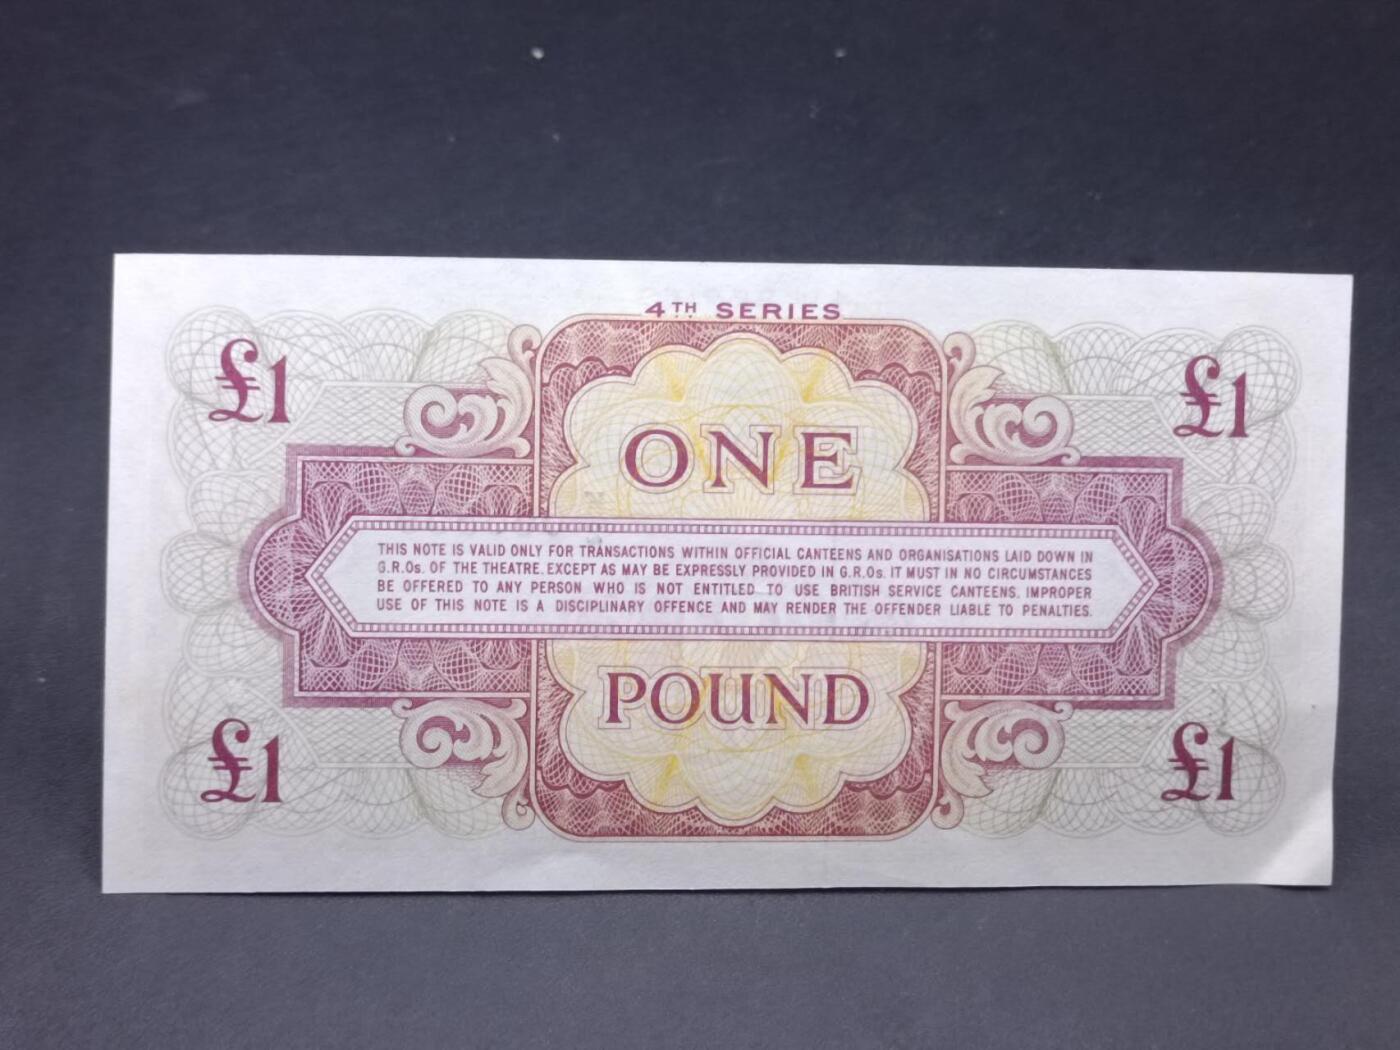 4TH SERIES
£1
£1
ONE
THIS NOTE IS VALID ONLY FOR TRANSACTIONS WITHIN OFFICIAL CANTEENS AND ORGANISATIONS LAID DOWN IN
G.R.Os. OF THE THEATRE. EXCEPT AS MAY BE EXPRESSLY PROVIDED IN G.R.Os. IT MUST IN NO CIRCUMSTANCES
BE OFFERED TO ANY PERSON WHO IS NOT ENTITLED TO USE BRITISH SERVICE CANTEENS. IMPROPER
USE OF THIS NOTE IS A DISCIPLINARY OFFENCE AND MAY RENDER THE OFFENDER LIABLE TO PENALTIES.
POUND
£1
£1